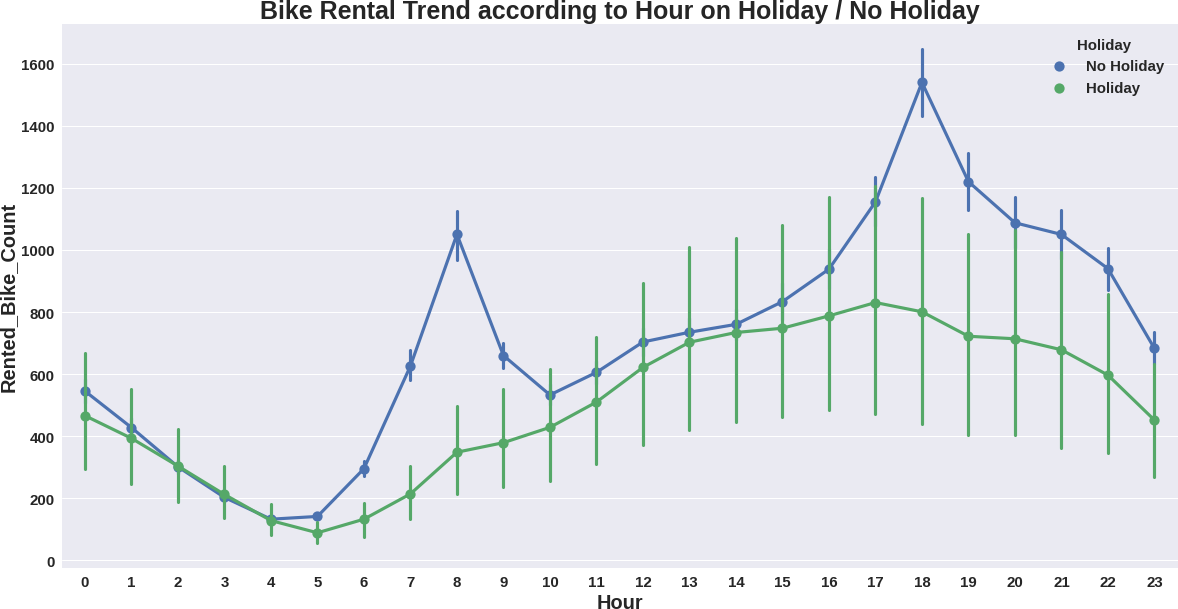 Bike Rental Trend according to Hour on Holiday / No Holiday
Holiday
No Holiday
Holiday
Rented_Bike_Count
1600
1400
1200
1000
800
600
400
200
0
0 1 2 3 4 5 6 7 8 9 10 11 12 13 14 15 16 17 18 19 20 21 22 23
Hour